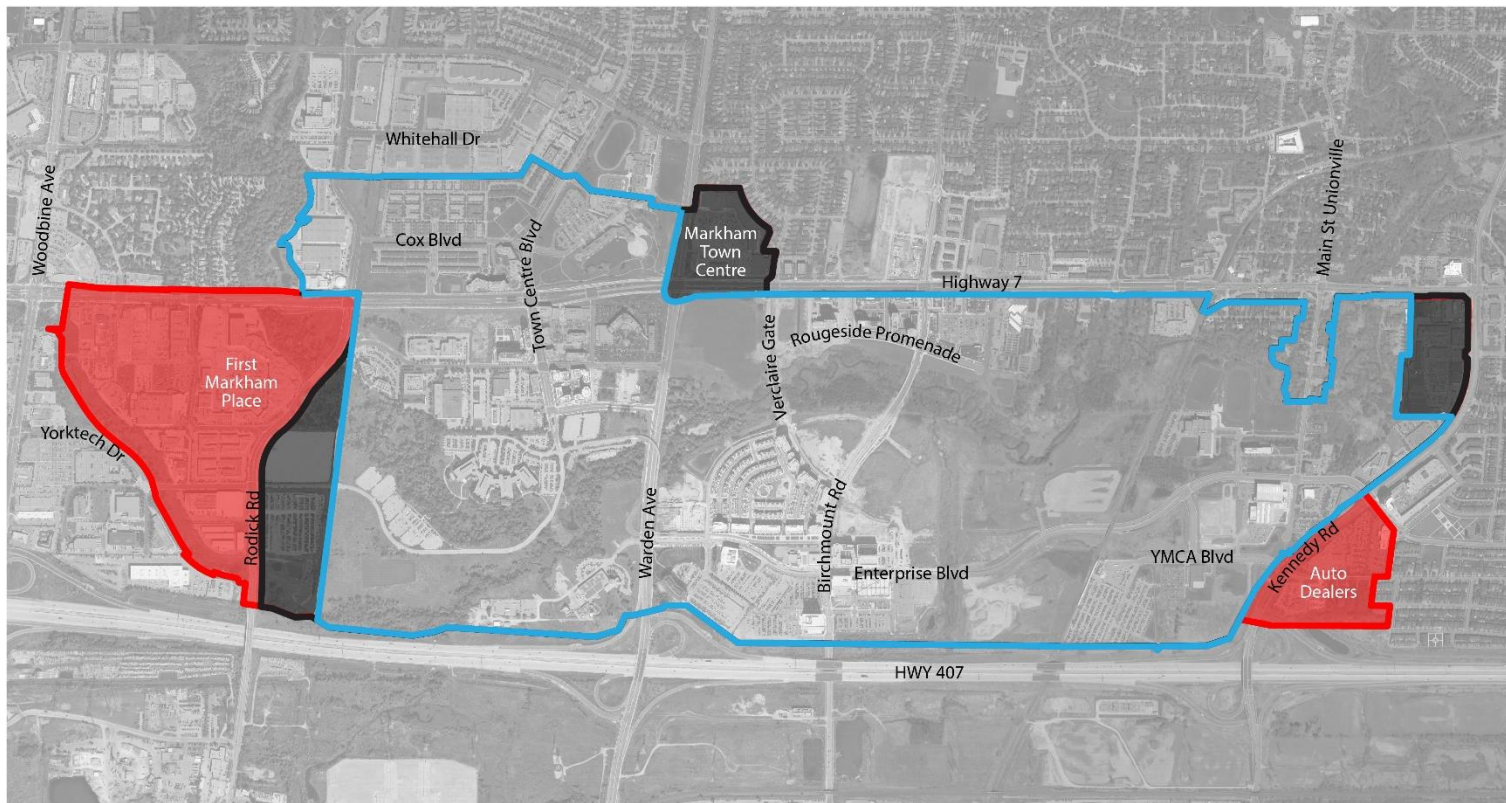 Whitehall Dr
Woodbine Ave
Main St Unionville
Cox Blvd
Town Centre Blvd
Markham
Town
Centre
Highway 7
Verclaire Gate
Rougeside Promenade
First
Markham
Place
Yorktech Dr
Rodick Rd
Warden Ave
Birchmount Rd
Enterprise Blvd
YMCA Blvd
Kennedy Rd
Auto
Dealers
HWY 407